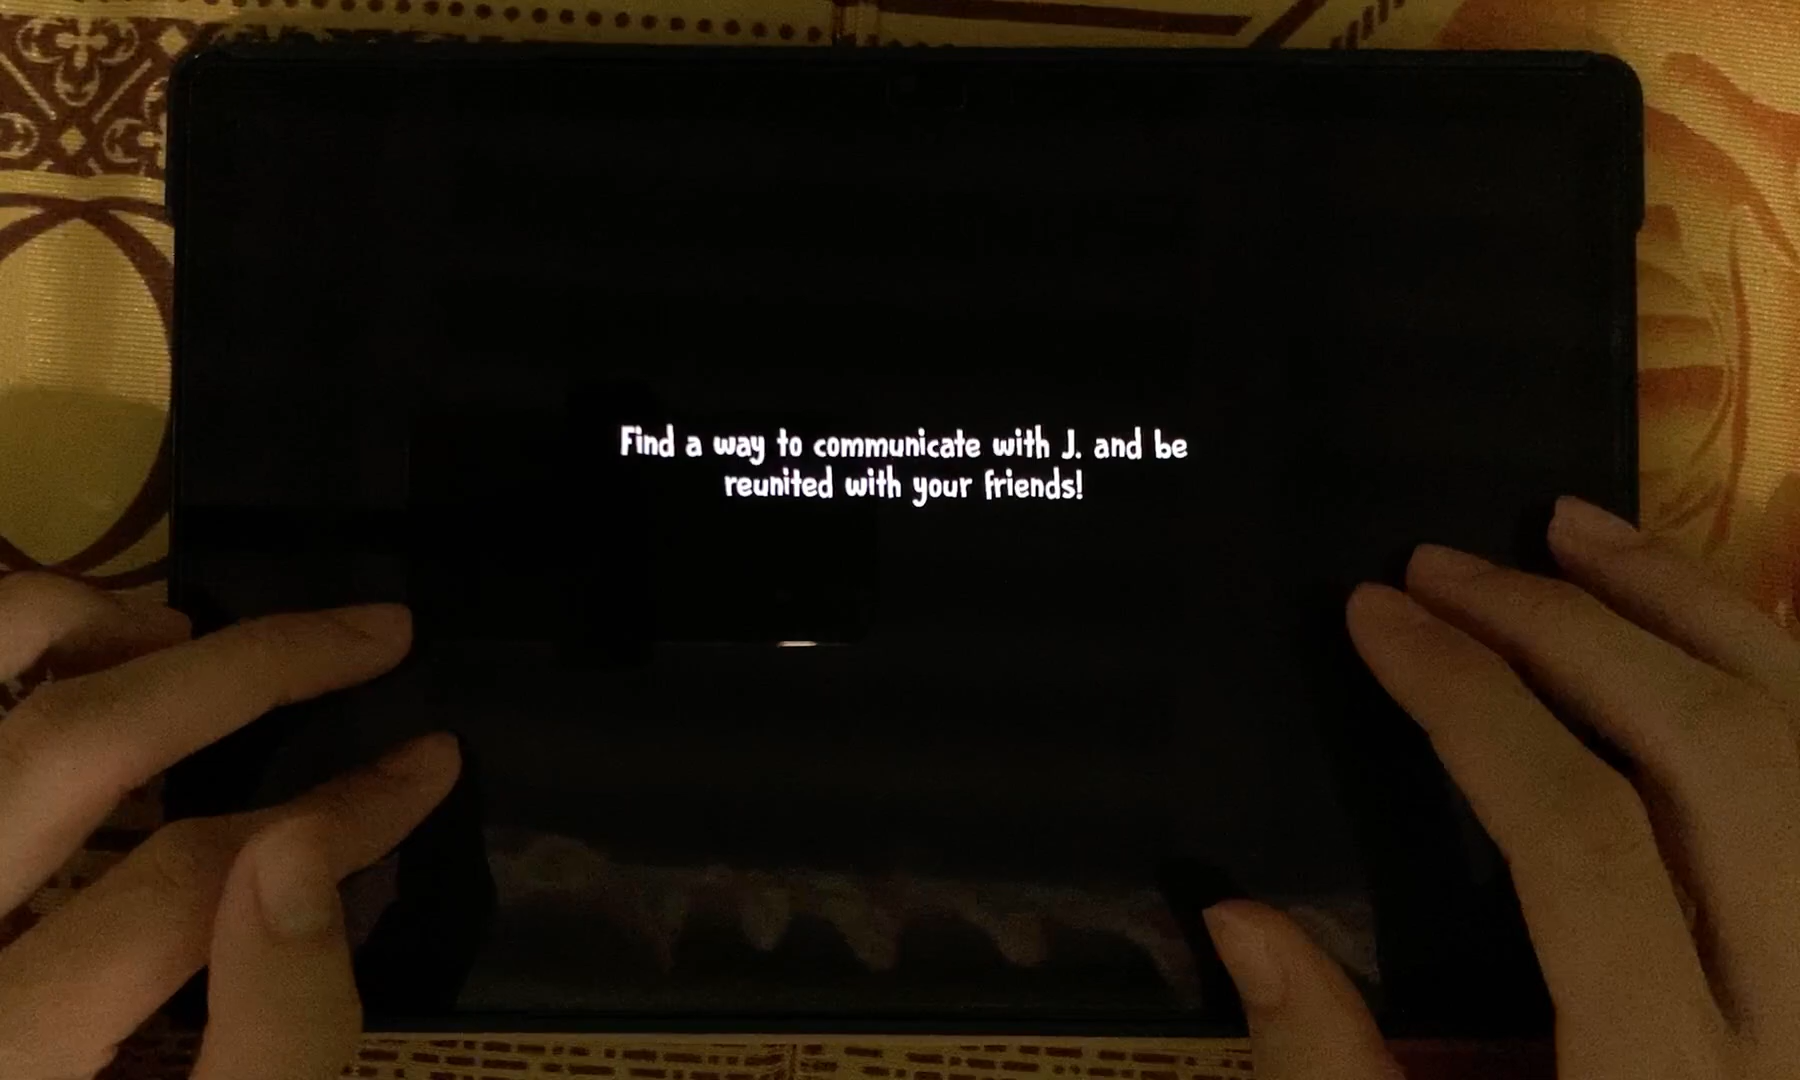 Find a way to communicate with J. and be
reunited with your friends!